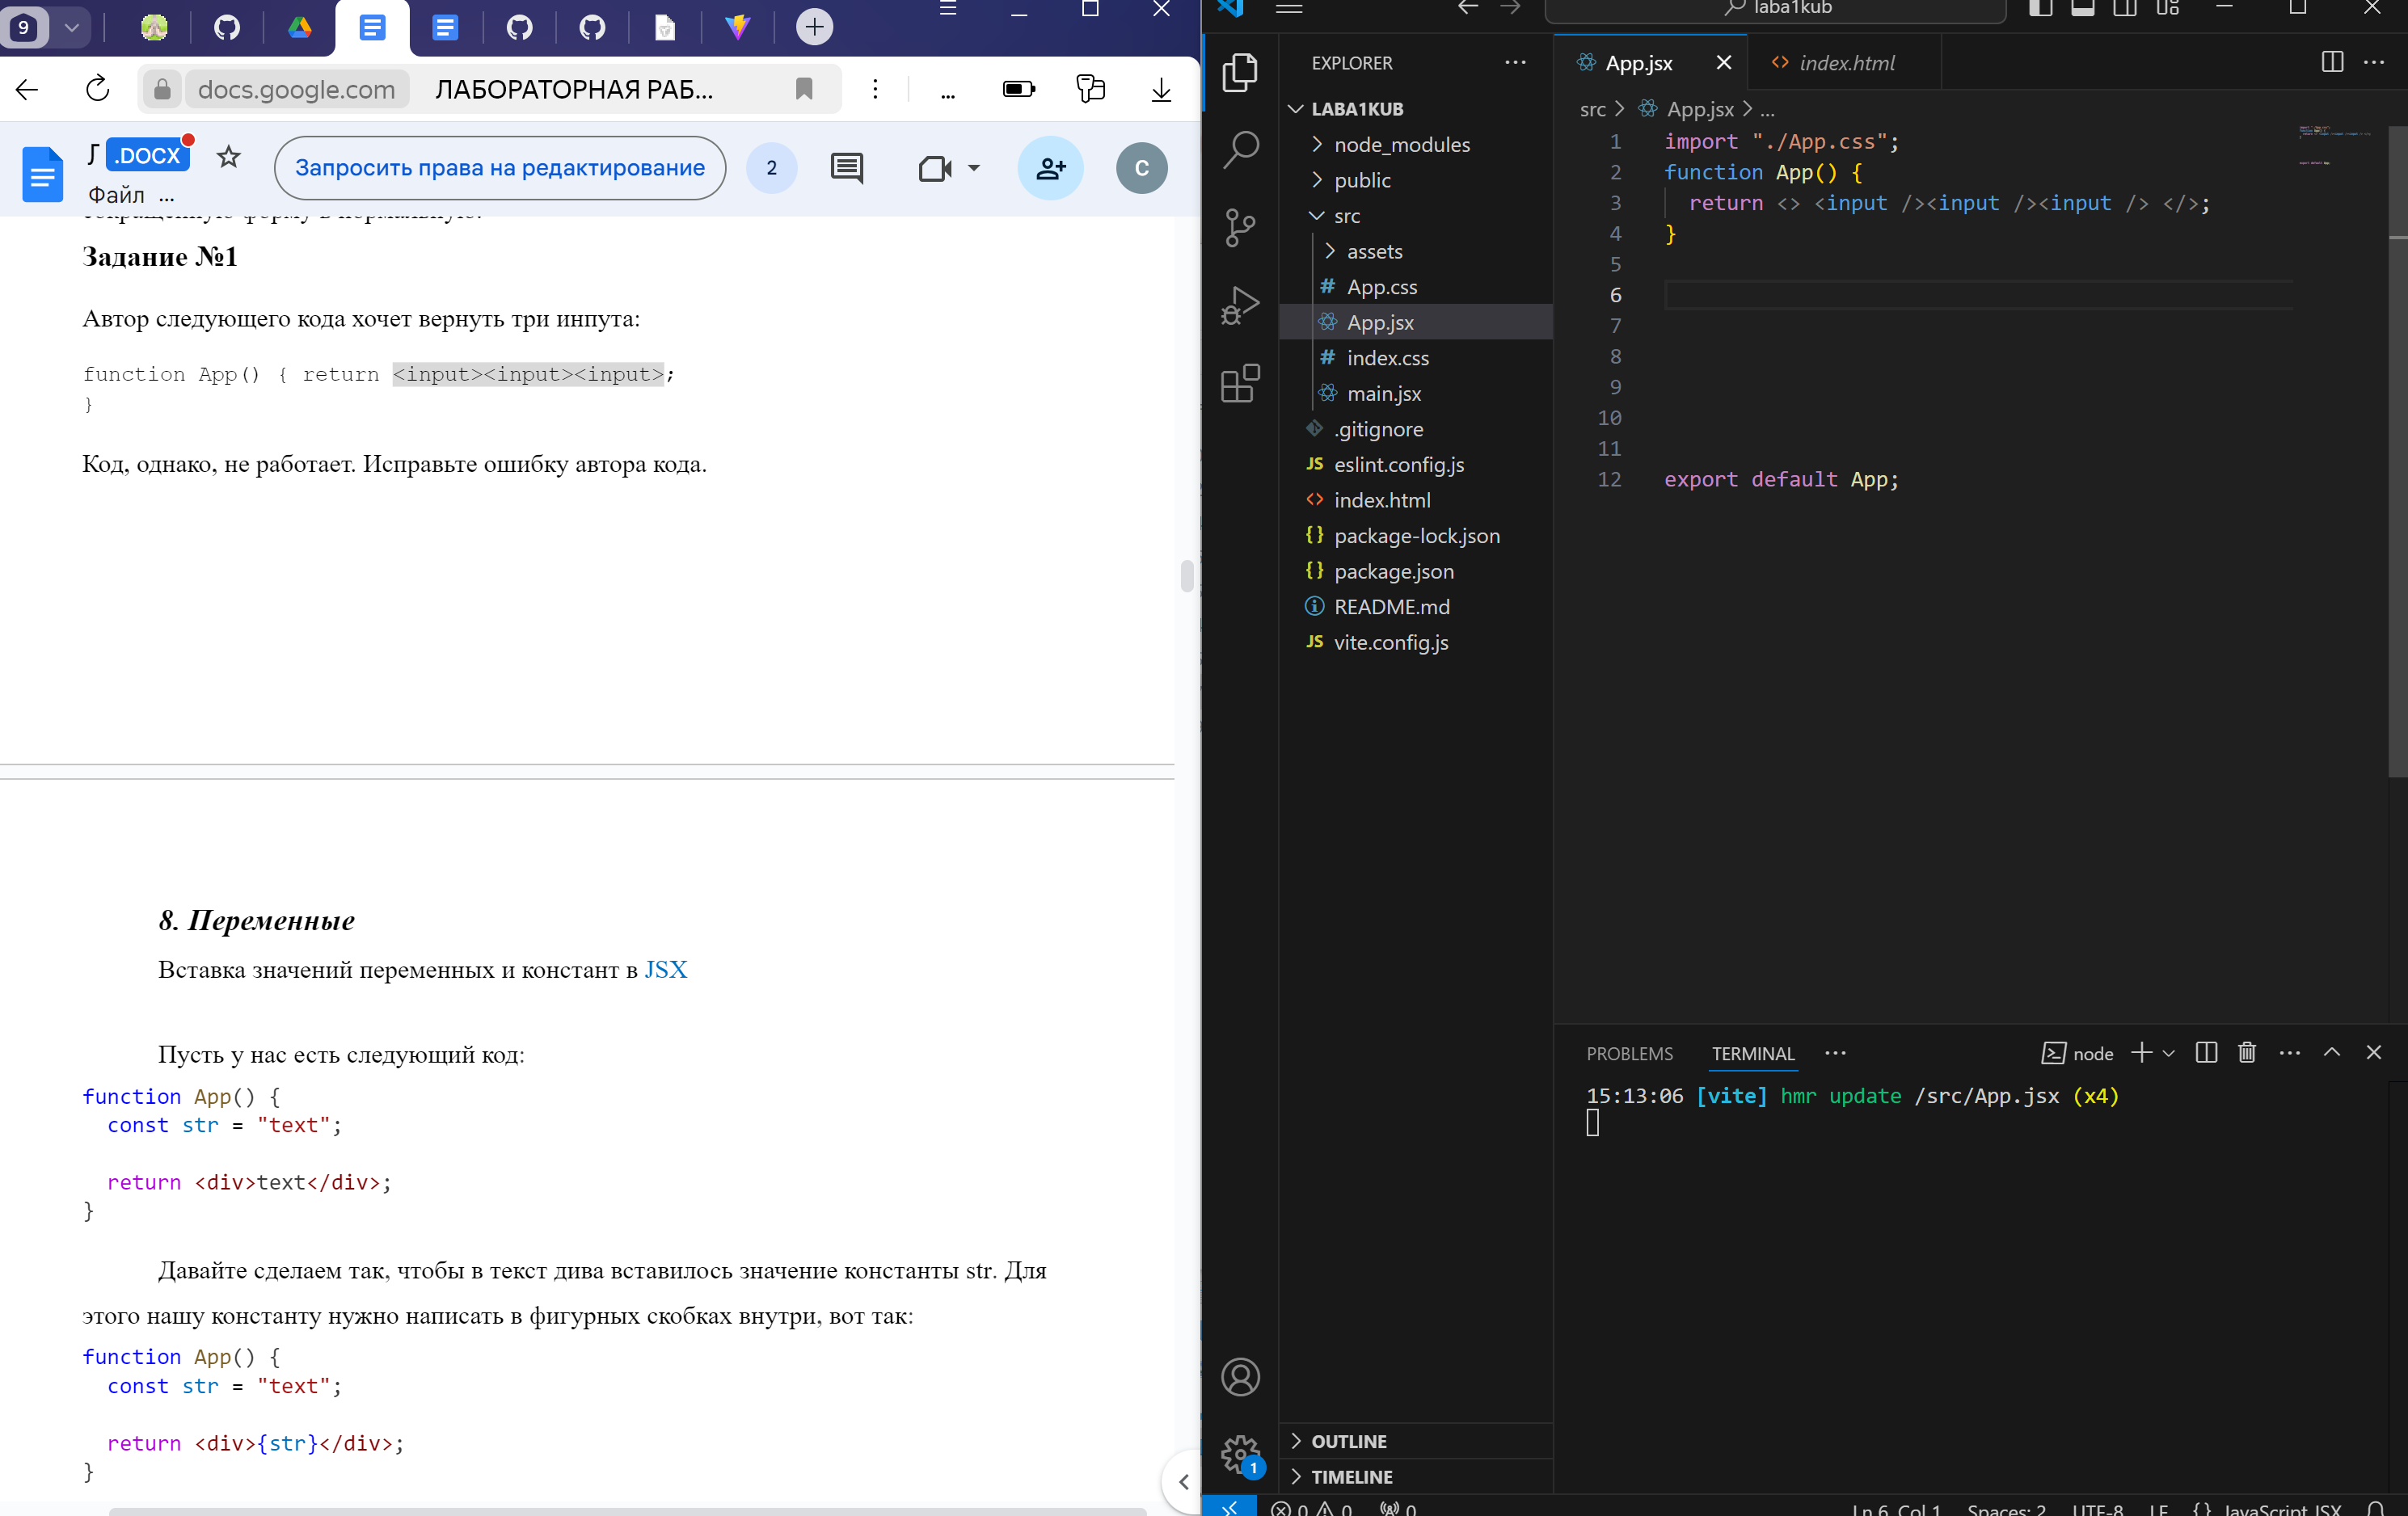 9
docs.google.com
ЛАБОРАТОРНАЯ РАБ...
...
Л
.DOCX
Файл ...
Запросить права на редактирование
2
C
сокращенную форму в нормальную.
Задание №1
Автор следующего кода хочет вернуть три инпута:
function App() { return <input><input><input>;
}
Код, однако, не работает. Исправьте ошибку автора кода.
8. Переменные
Вставка значений переменных и констант в JSX
Пусть у нас есть следующий код:
function App() {
const str = "text";
return <div>text</div>;
}
Давайте сделаем так, чтобы в текст дива вставилось значение константы str. Для
этого нашу константу нужно написать в фигурных скобках внутри, вот так:
function App() {
const str = "text";
return <div>{str}</div>;
}
laba1kub
EXPLORER
LABA1KUB
node_modules
public
src
assets
# App.css
App.jsx
# index.css
main.jsx
.gitignore
JS eslint.config.js
<> index.html
{} package-lock.json
{} package.json
README.md
JS vite.config.js
OUTLINE
TIMELINE
1
App.jsx
<> index.html
src > App.jsx > ...
1 import "./App.css";
2 function App() {
3 return <> <input /><input /><input /> </>;
4 }
5
6
7
8
9
10
11
12 export default App;
PROBLEMS
TERMINAL
node
15:13:06 [vite] hmr update /src/App.jsx (x4)
0 0 0
Ln 6, Col 1
Spaces: 2
UTF-8
LF
{} JavaScript JSX